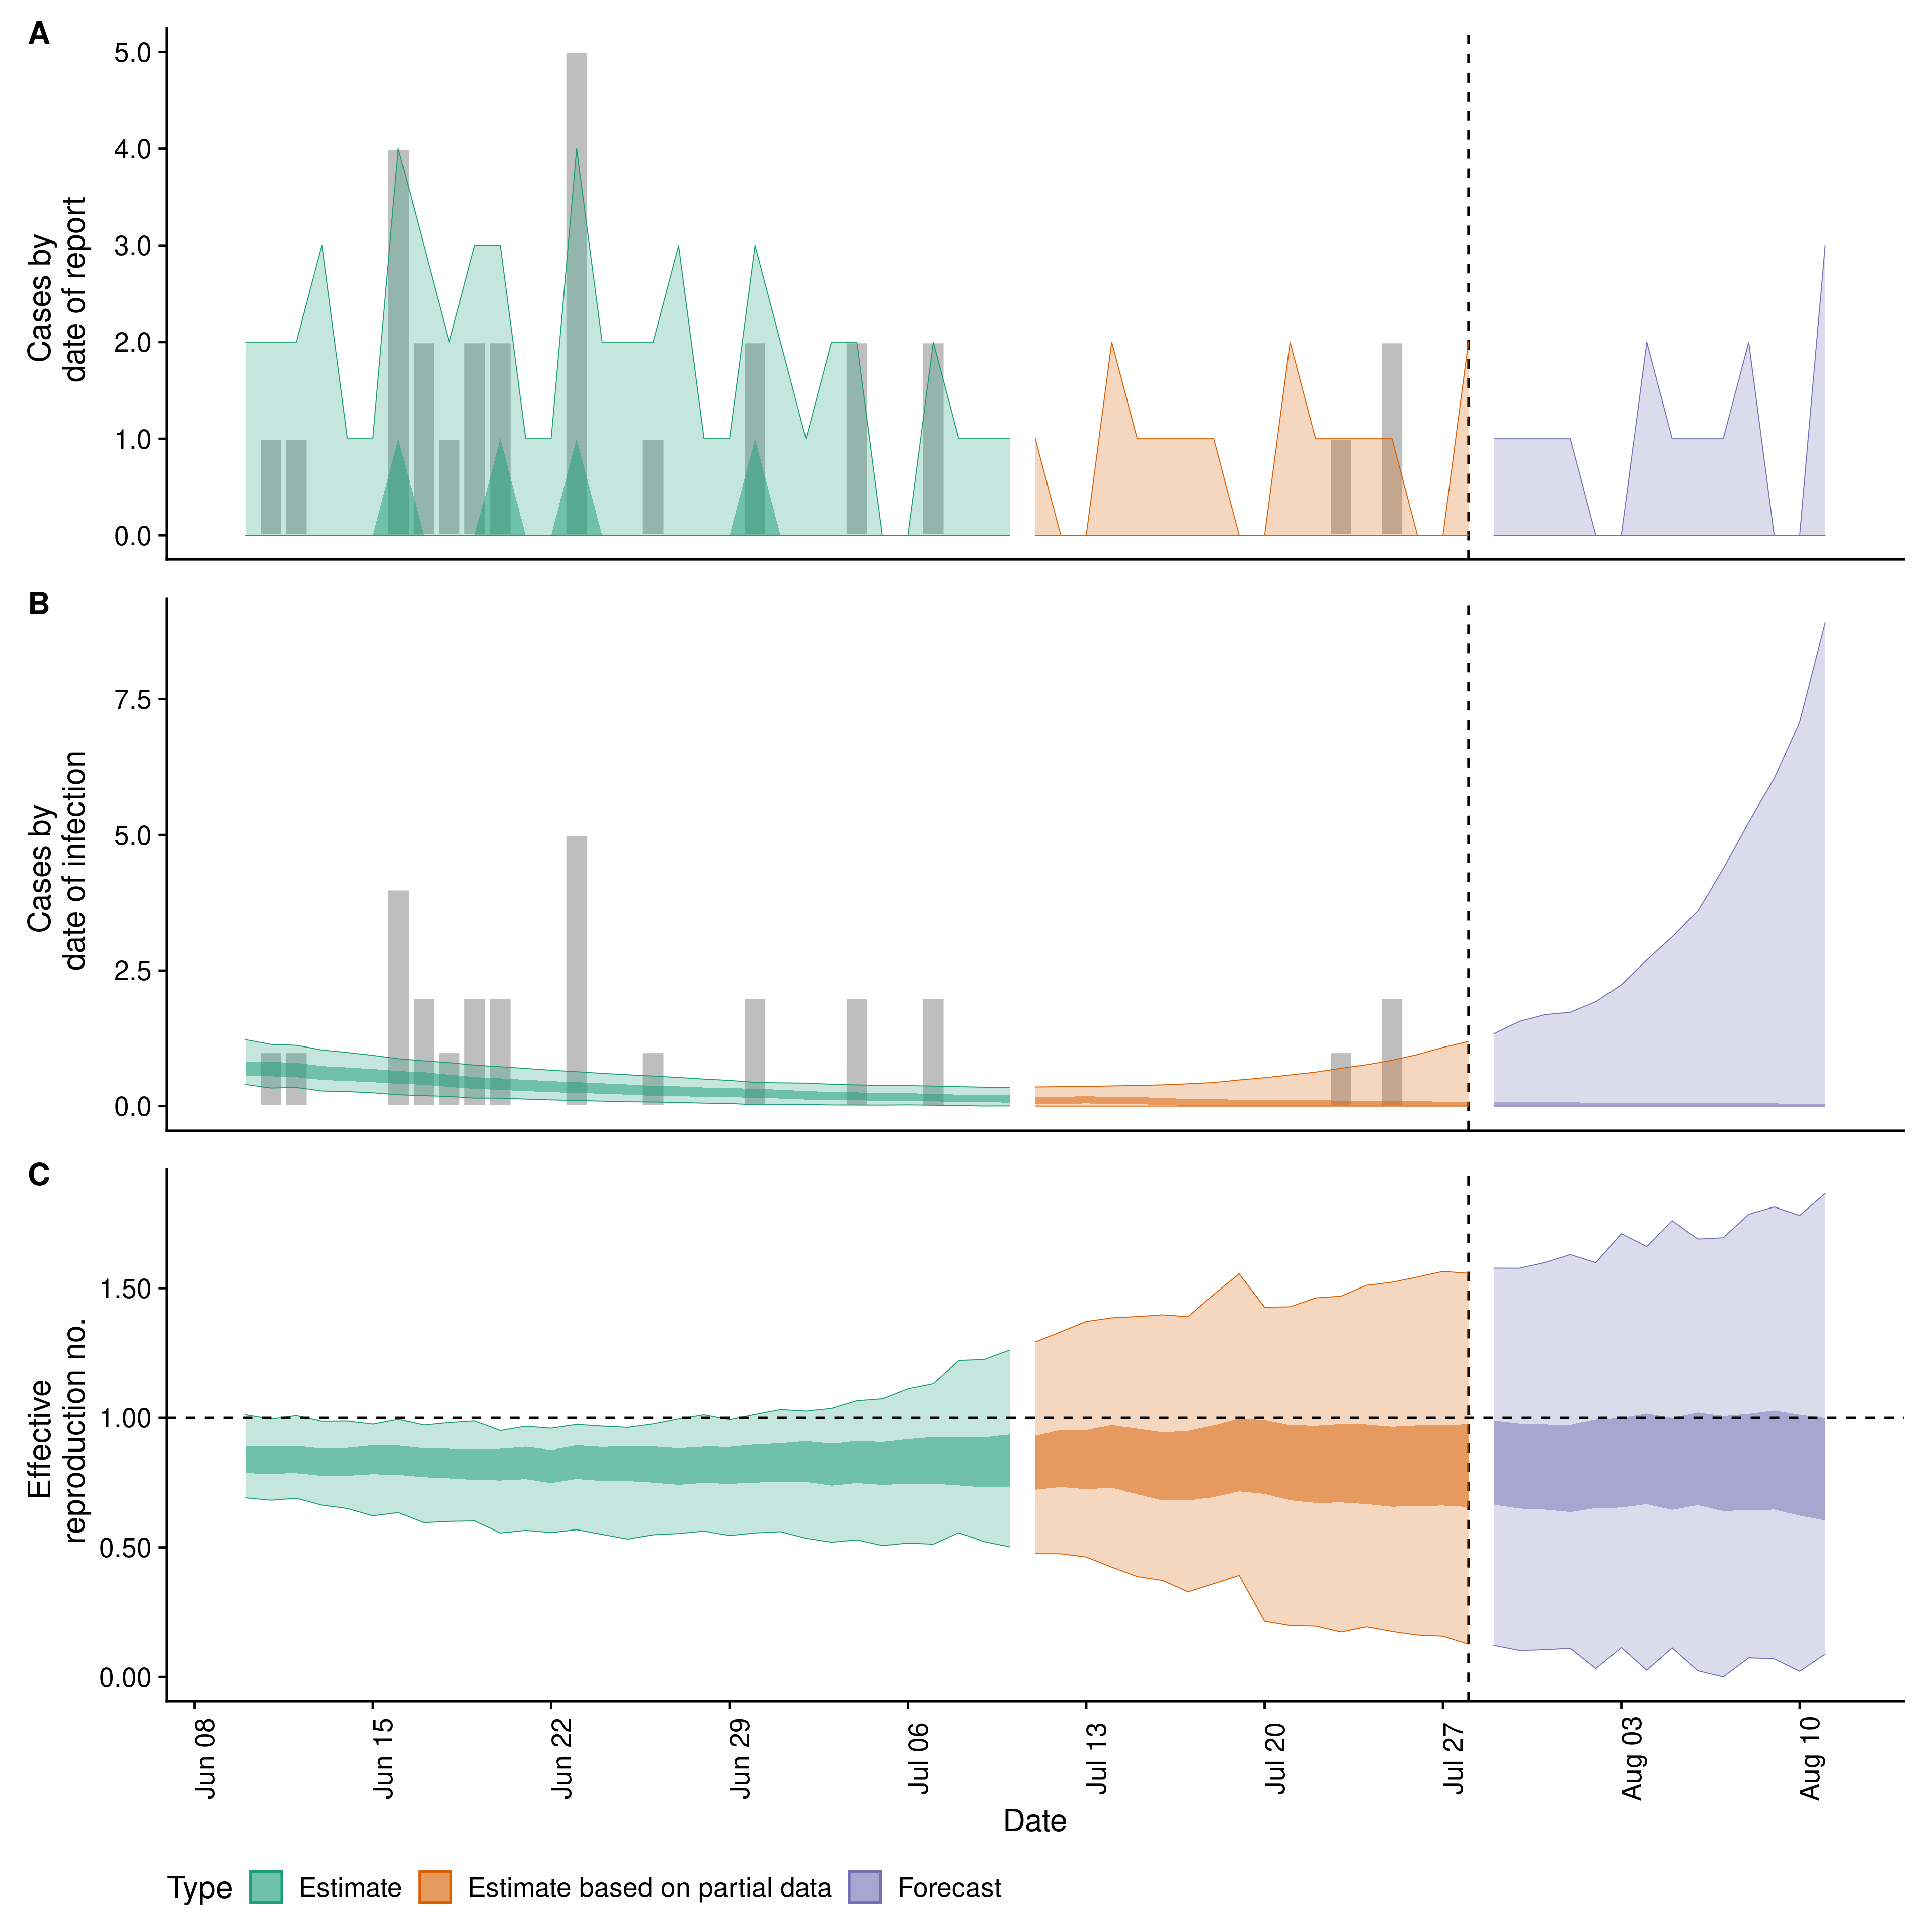 A
Cases by
date of report
5.0
4.0
3.0
2.0
1.0
0.0
B
Cases by
date of infection
7.5
5.0
2.5
0.0
C
Effective
reproduction no.
1.50
1.00
0.50
0.00
Jun 08
Jun 15
Jun 22
Jun 29
Jul 06
Jul 13
Jul 20
Jul 27
Aug 03
Aug 10
Date
Type
Estimate
Estimate based on partial data
Forecast